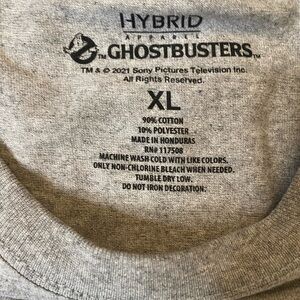 HYBRID
APPAREL
GHOSTBUSTERS™
TM & © 2021 Sony Pictures Television Inc.
All Rights Reserved.
XL
90% COTTON
10% POLYESTER
MADE IN HONDURAS
RN# 117508
MACHINE WASH COLD WITH LIKE COLORS.
ONLY NON-CHLORINE BLEACH WHEN NEEDED.
TUMBLE DRY LOW.
DO NOT IRON DECORATION.